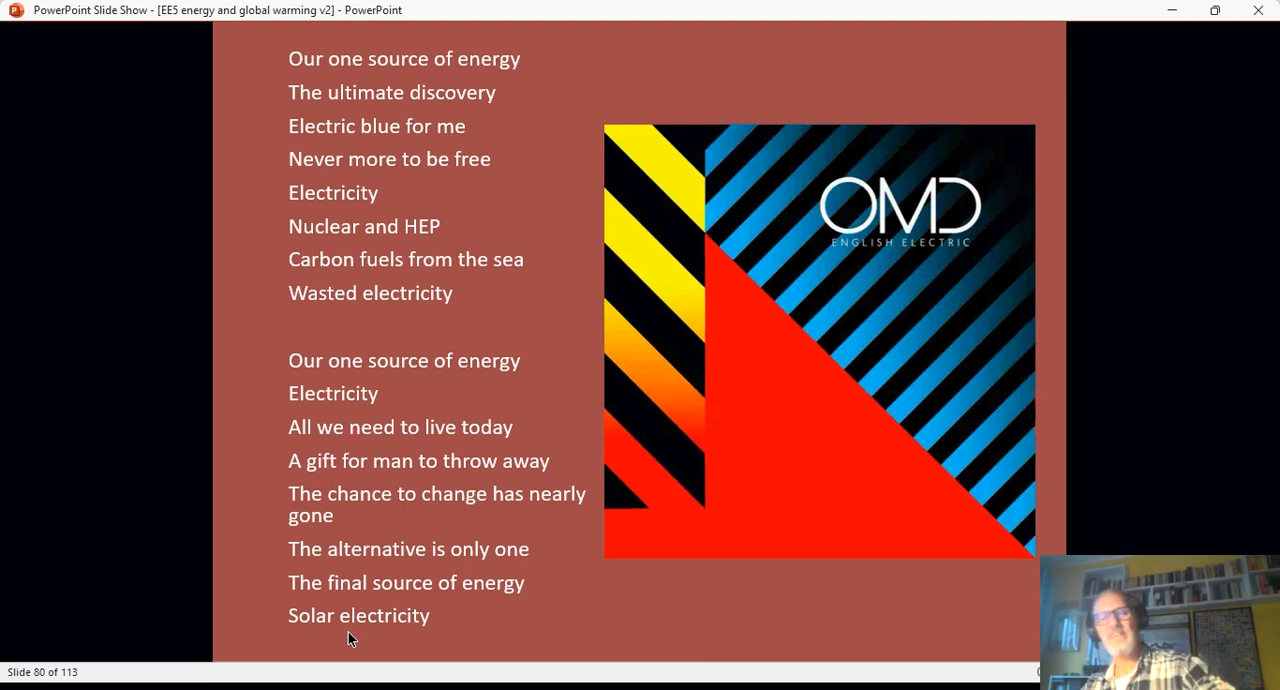 PowerPoint Slide Show - [EE5 energy and global warming v2] - PowerPoint
Our one source of energy
The ultimate discovery
Electric blue for me
Never more to be free
Electricity
Nuclear and HEP
Carbon fuels from the sea
Wasted electricity
Our one source of energy
Electricity
All we need to live today
A gift for man to throw away
The chance to change has nearly
gone
The alternative is only one
The final source of energy
Solar electricity
OMD
ENGLISH ELECTRIC
Slide 80 of 113